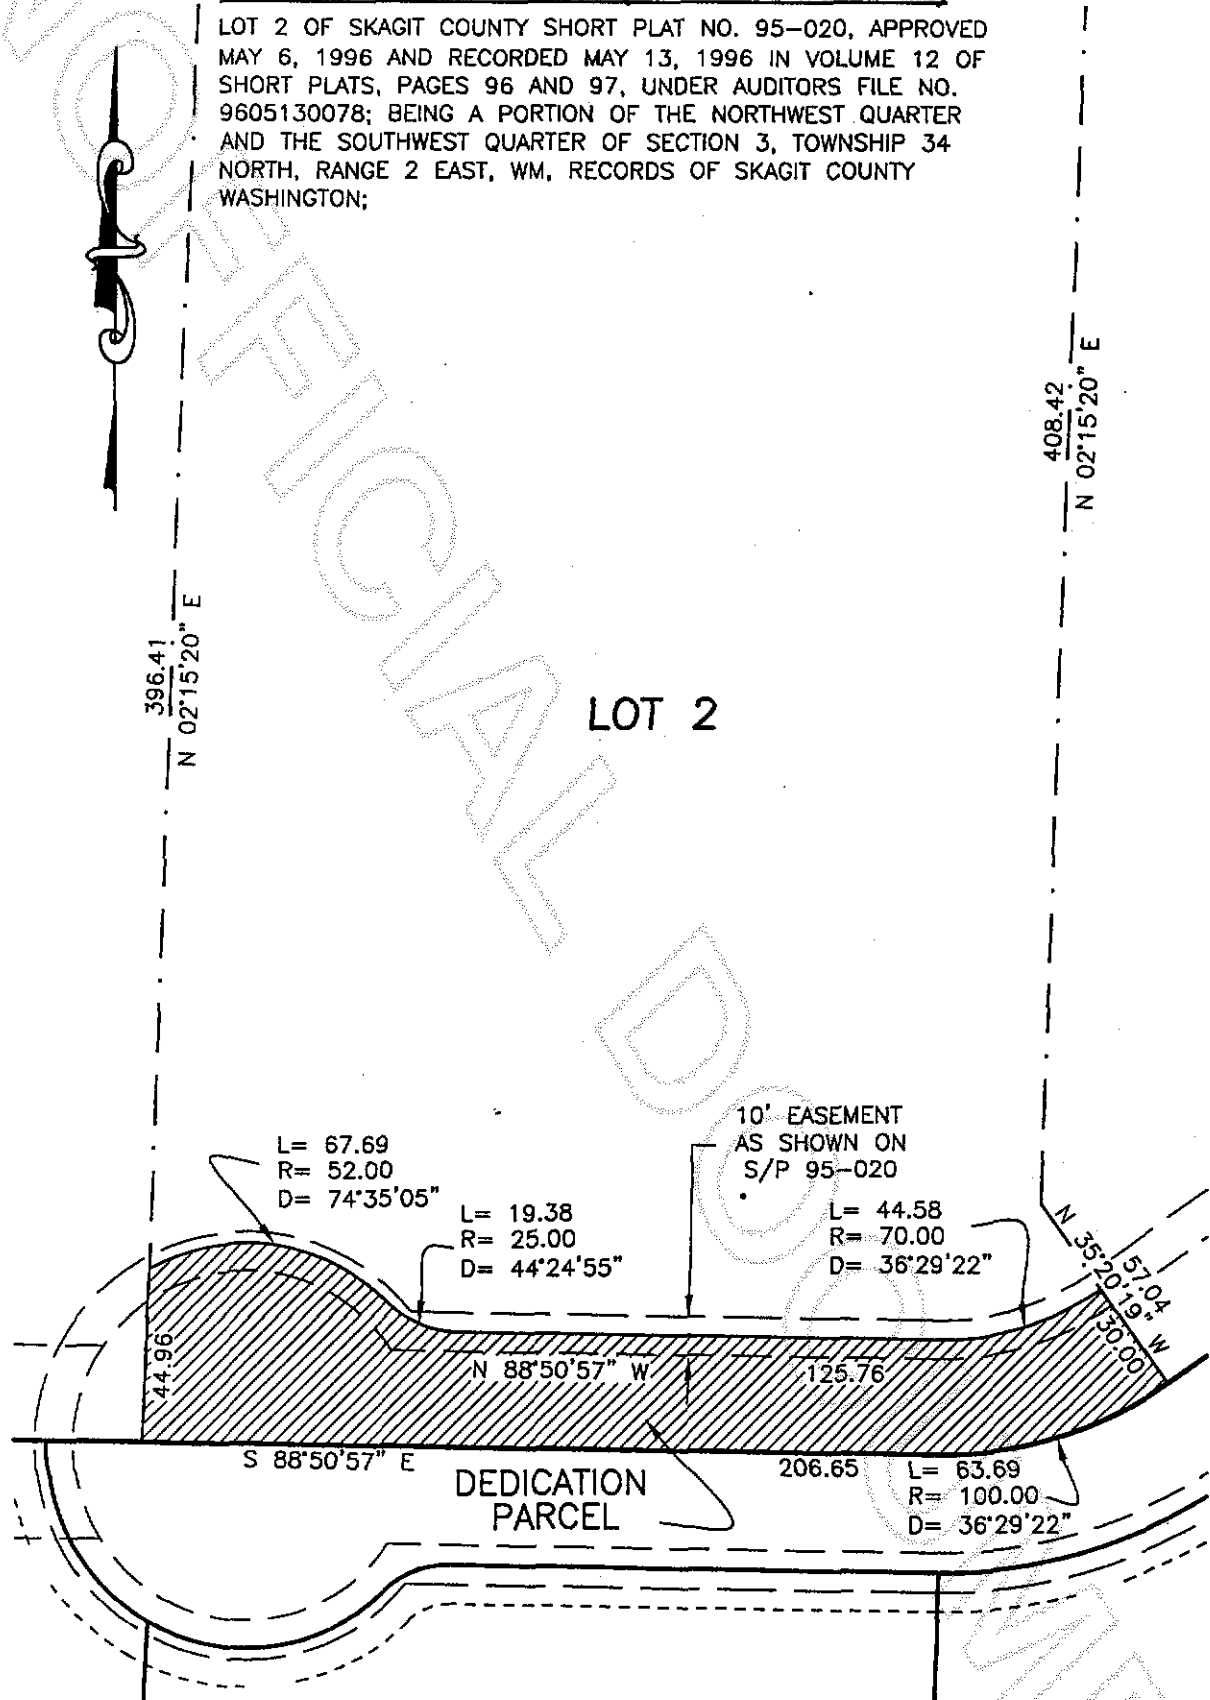 LOT 2 OF SKAGIT COUNTY SHORT PLAT NO. 95-020, APPROVED
MAY 6, 1996 AND RECORDED MAY 13, 1996 IN VOLUME 12 OF
SHORT PLATS, PAGES 96 AND 97, UNDER AUDITORS FILE NO.
9605130078; BEING A PORTION OF THE NORTHWEST QUARTER
AND THE SOUTHWEST QUARTER OF SECTION 3, TOWNSHIP 34
NORTH, RANGE 2 EAST, WM, RECORDS OF SKAGIT COUNTY
WASHINGTON;
408.42
N 02°15'20" E
396.41
N 02°15'20" E
LOT 2
10' EASEMENT
AS SHOWN ON
S/P 95-020
L= 67.69
R= 52.00
D= 74°35'05"
L= 19.38
R= 25.00
D= 44°24'55"
L= 44.58
R= 70.00
D= 36°29'22"
57.04
N 35°20'19" W
30.00
44.96
N 88°50'57" W
125.76
S 88°50'57" E
206.65
DEDICATION
PARCEL
L= 63.69
R= 100.00
D= 36°29'22"
OFFICIAL DOCUME